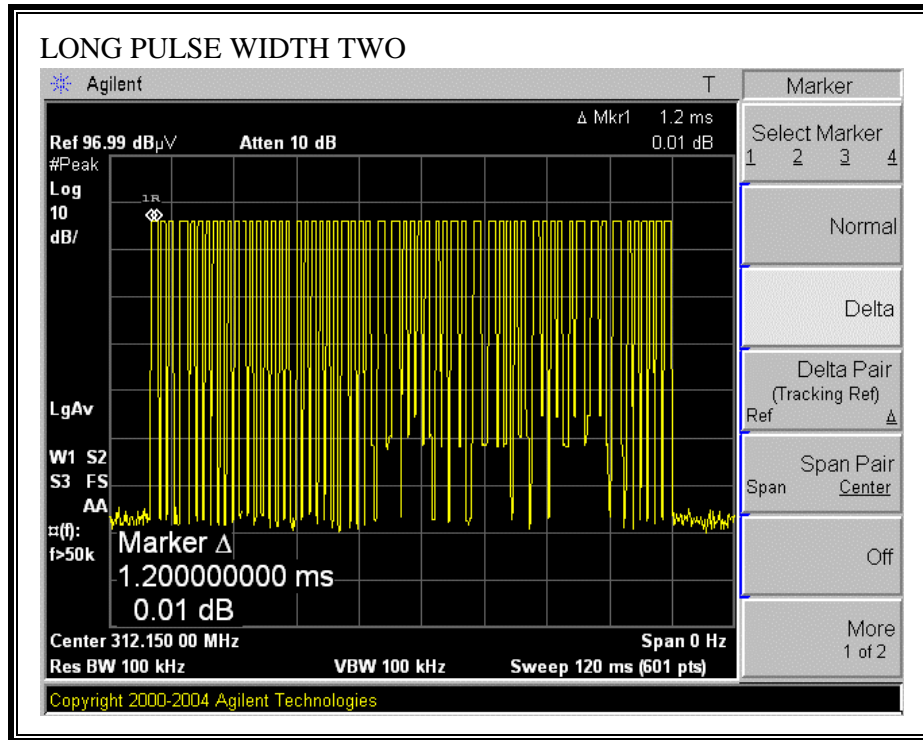 LONG PULSE WIDTH TWO
Agilent T
Δ Mkr1 1.2 ms
Ref 96.99 dBμV Atten 10 dB 0.01 dB
#Peak
Log
10
dB/
1R
LgAv
W1 S2
S3 FS
AA
¤(f):
f>50k
Marker Δ
1.200000000 ms
0.01 dB
Center 312.150 00 MHz Span 0 Hz
Res BW 100 kHz VBW 100 kHz Sweep 120 ms (601 pts)
Copyright 2000-2004 Agilent Technologies
Marker
Select Marker
1 2 3 4
Normal
Delta
Delta Pair
(Tracking Ref)
Ref Δ
Span Pair
Span Center
Off
More
1 of 2